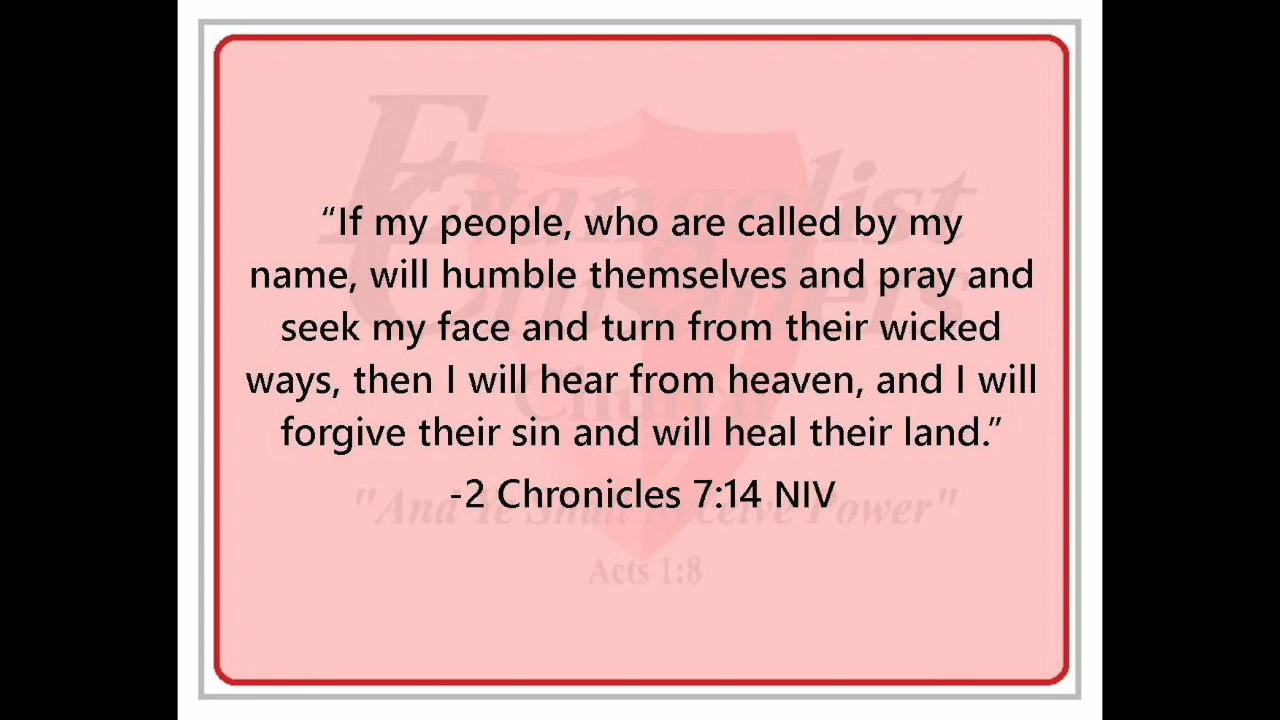 Evangelist
Crusaders
Church
"And Ye Shall Receive Power"
Acts 1:8
“If my people, who are called by my
name, will humble themselves and pray and
seek my face and turn from their wicked
ways, then I will hear from heaven, and I will
forgive their sin and will heal their land.”
-2 Chronicles 7:14 NIV